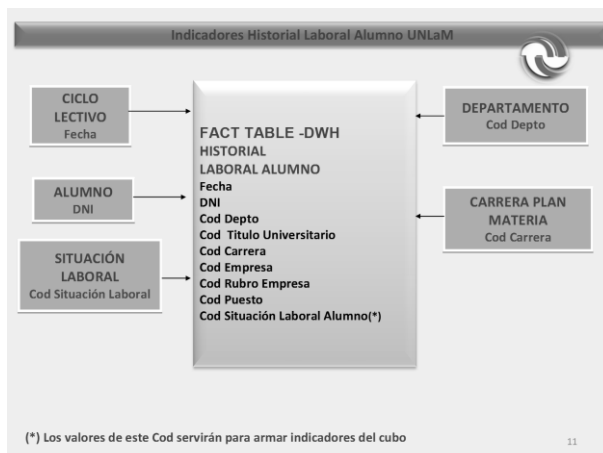 Indicadores Historial Laboral Alumno UNLaM
CICLO
LECTIVO
Fecha
ALUMNO
DNI
SITUACIÓN
LABORAL
Cod Situación Laboral
FACT TABLE -DWH
HISTORIAL
LABORAL ALUMNO
Fecha
DNI
Cod Depto
Cod Titulo Universitario
Cod Carrera
Cod Empresa
Cod Rubro Empresa
Cod Puesto
Cod Situación Laboral Alumno(*)
DEPARTAMENTO
Cod Depto
CARRERA PLAN
MATERIA
Cod Carrera
(*) Los valores de este Cod servirán para armar indicadores del cubo
11